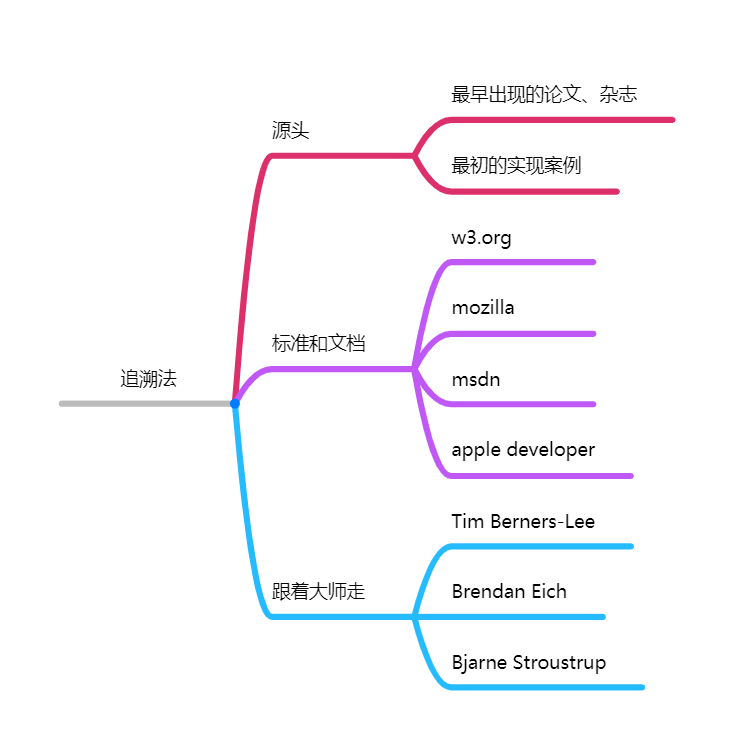 最早出现的论文、杂志
源头
最初的实现案例
w3.org
mozilla
标准和文档
追溯法
msdn
apple developer
Tim Berners-Lee
跟着大师走
Brendan Eich
Bjarne Stroustrup